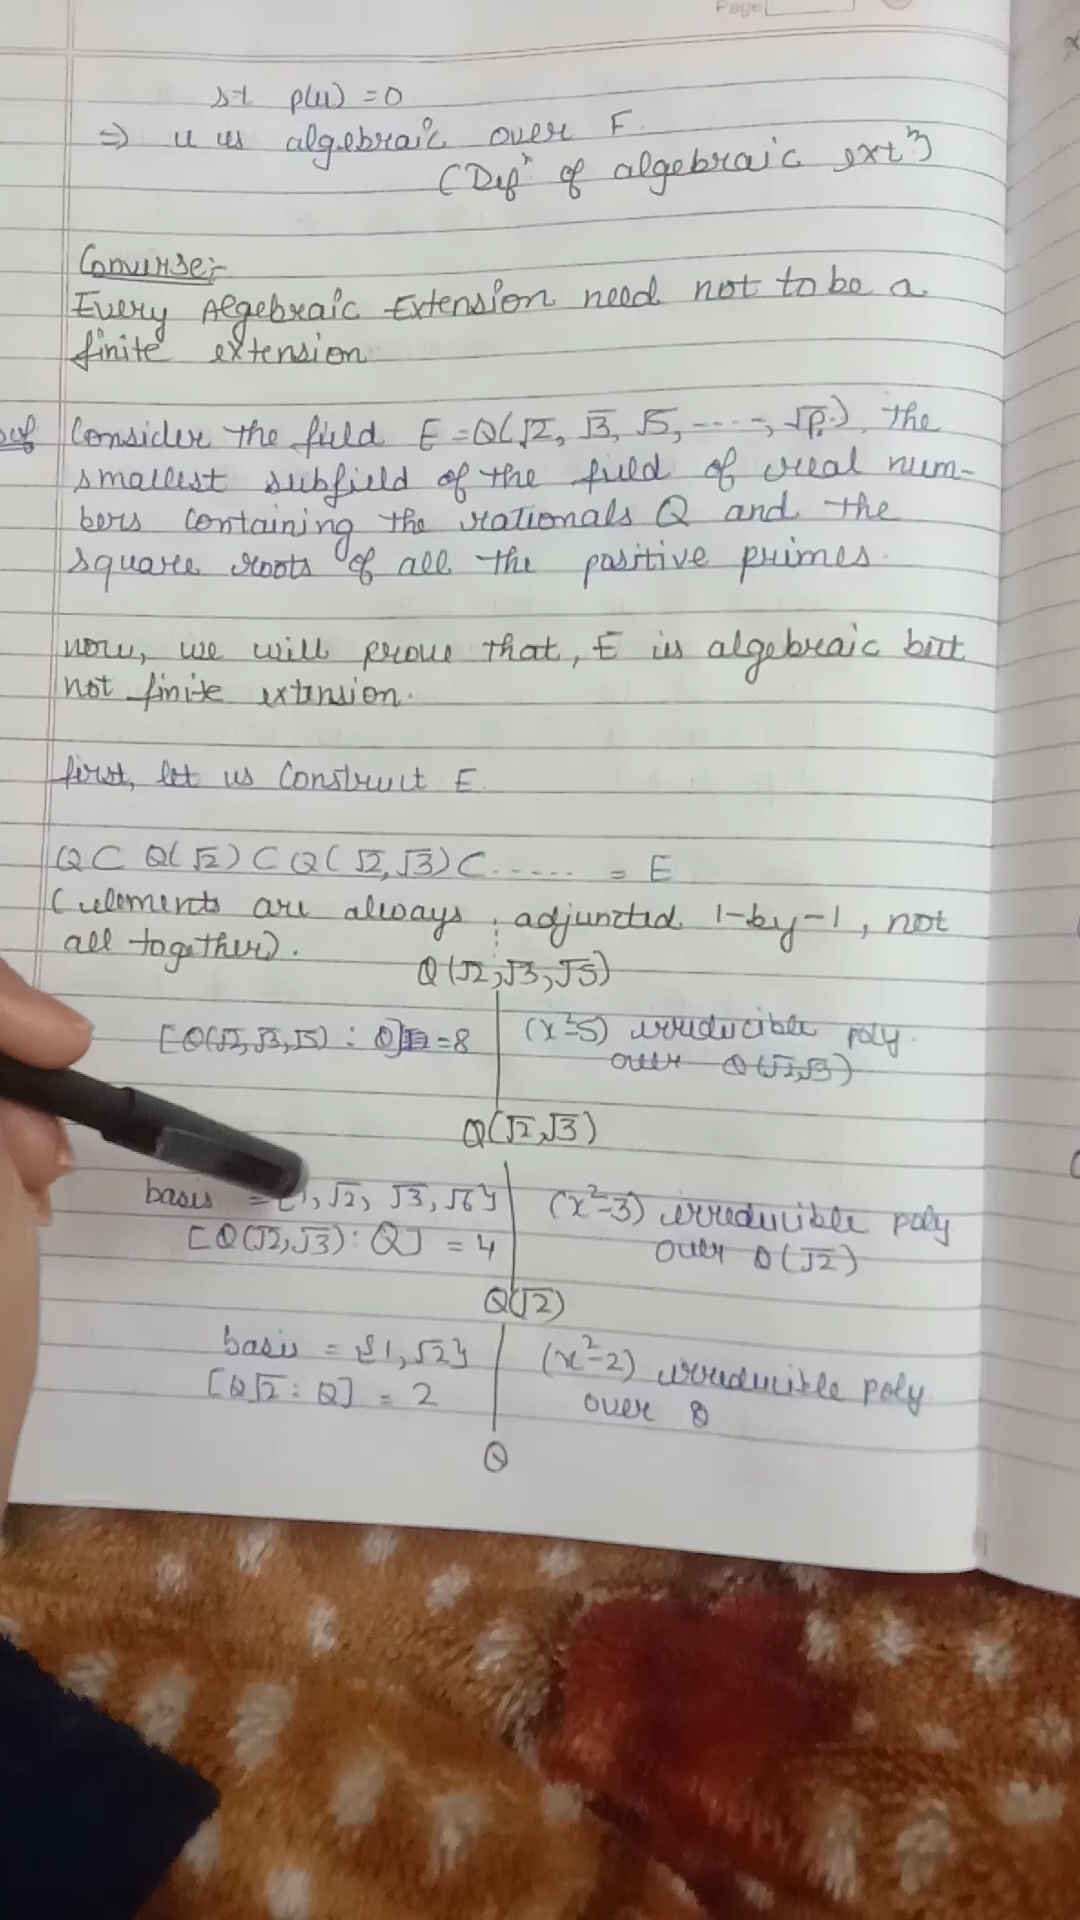 Page
st p(u) = 0
⇒ u is algebraic over F.
(Defⁿ of algebraic extⁿ)
Converse:-
Every Algebraic Extension need not to be a
finite extension
Consider the field E = Q(√2, √3, √5, ----, √p.). The
smallest subfield of the field of real num-
bers containing the rationals Q and the
square roots of all the positive primes.
now, we will prove that, E is algebraic but
not finite extension.
first, let us construct E.
Q ⊂ Q(√2) ⊂ Q(√2, √3) ⊂ ...... = E
(elements are always adjuncted 1-by-1, not
all together).
Q(√2, √3, √5)
[Q(√2, √3, √5) : Q] = 8 (x²-5) irreducible poly.
over Q(√2, √3)
Q(√2, √3)
basis = {1, √2, √3, √6} (x²-3) irreducible poly
[Q(√2, √3) : Q] = 4 over Q(√2)
Q(√2)
basis = {1, √2} (x²-2) irreducible poly
[Q√2 : Q] = 2 over Q
Q